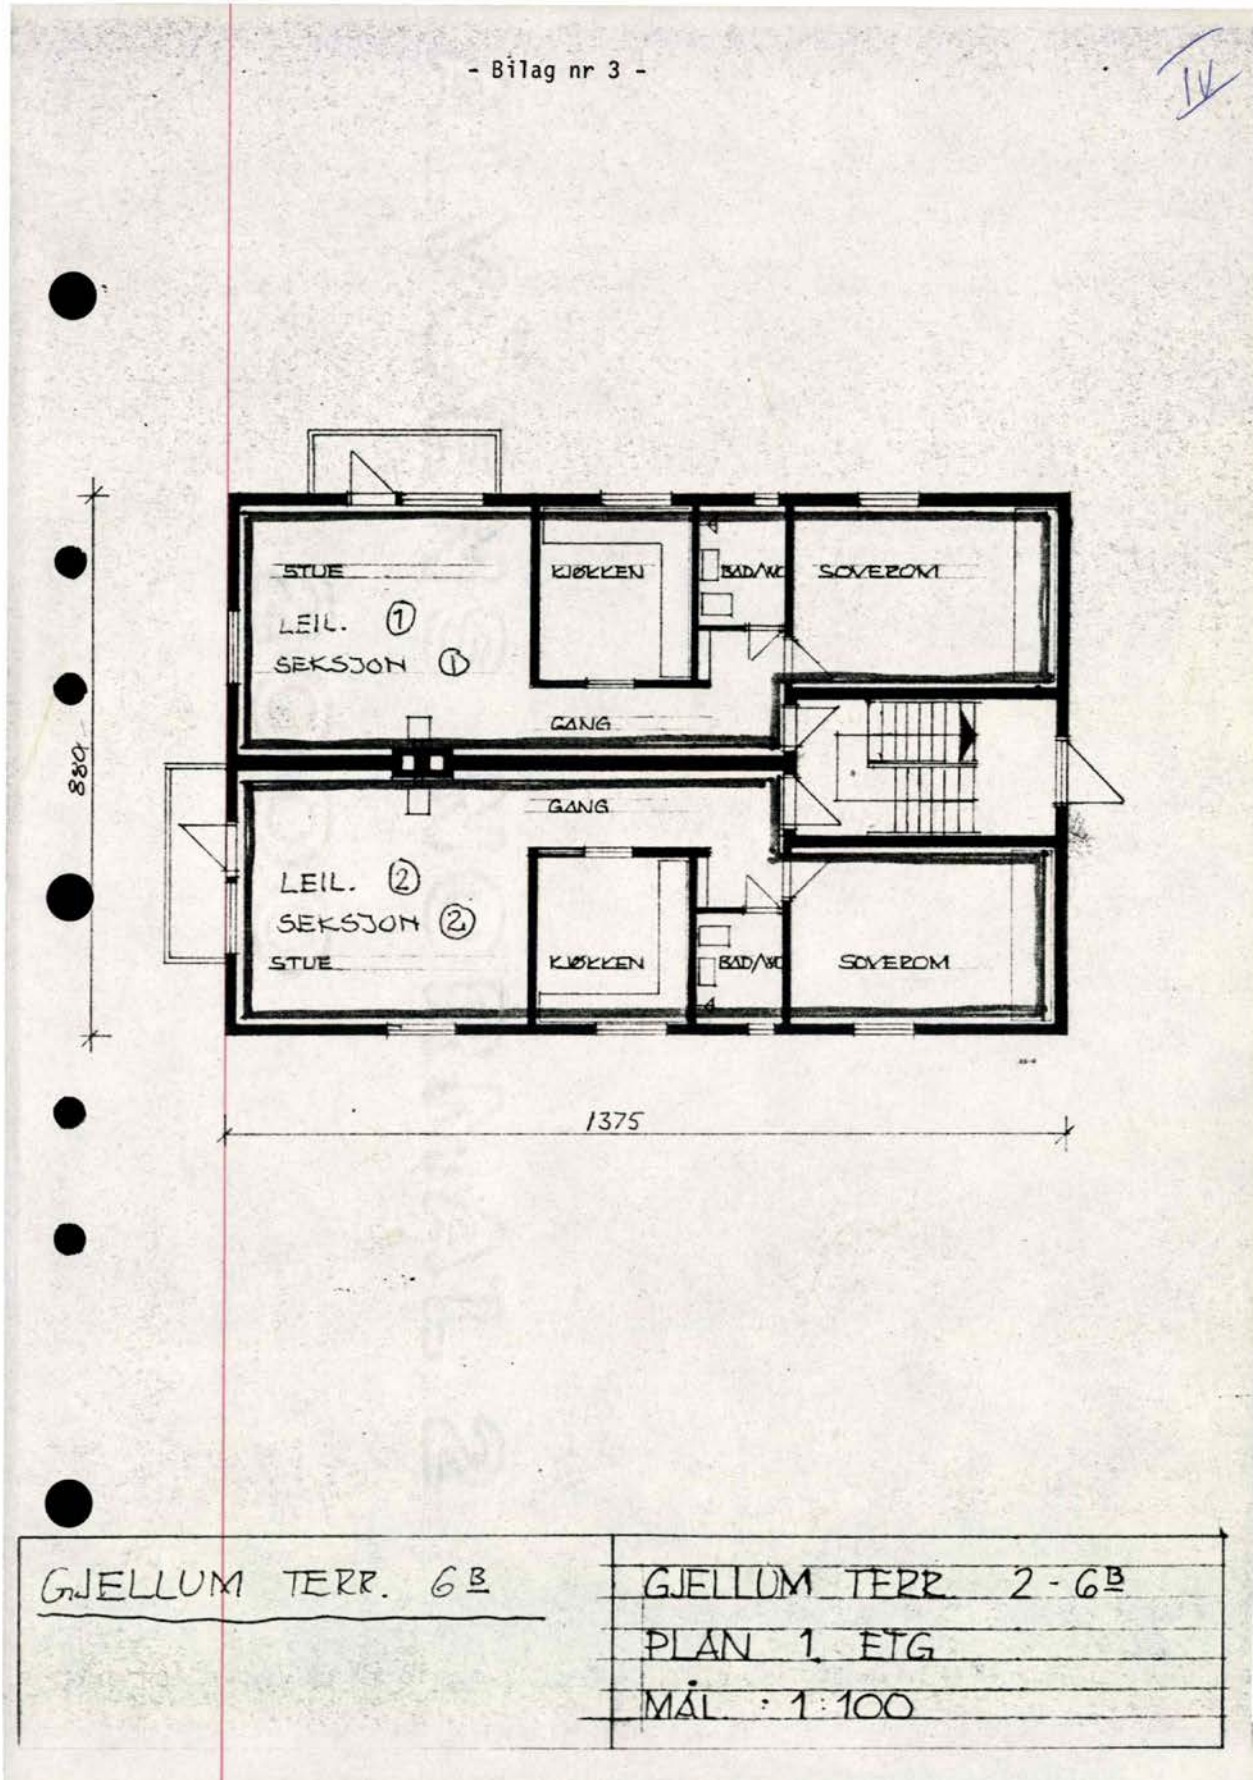 - Bilag nr 3 -
IV
STUE
KJØKKEN
BAD/WC
SOVEROM
LEIL. 1
SEKSJON 1
GANG
880
GANG
LEIL. 2
SEKSJON 2
STUE
KJØKKEN
BAD/WC
SOVEROM
1375
GJELLUM TERR. 6B
GJELLUM TERR. 2-6B
PLAN 1. ETG
MÅL : 1:100